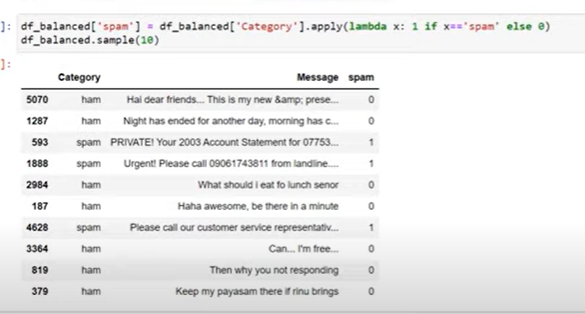 ]: df_balanced['spam'] = df_balanced['Category'].apply(lambda x: 1 if x=='spam' else 0)
df_balanced.sample(10)
]:
Category Message spam
5070 ham Hai dear friends... This is my new &amp; prese... 0
1287 ham Night has ended for another day, morning has c... 0
593 spam PRIVATE! Your 2003 Account Statement for 07753... 1
1888 spam Urgent! Please call 09061743811 from landline.... 1
2984 ham What should i eat fo lunch senor 0
187 ham Haha awesome, be there in a minute 0
4628 spam Please call our customer service representativ... 1
3364 ham Can... I'm free... 0
819 ham Then why you not responding 0
379 ham Keep my payasam there if rinu brings 0